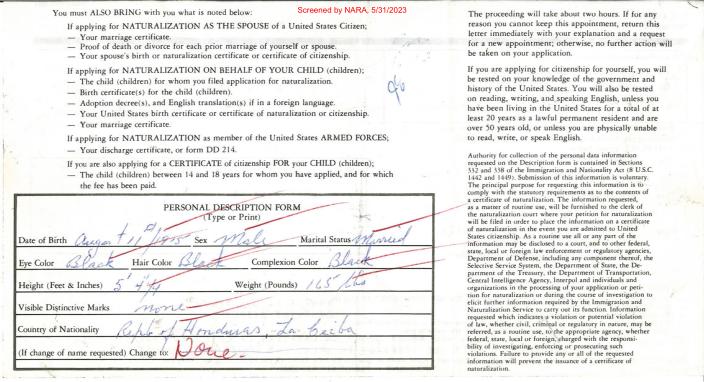 Screened by NARA, 5/31/2023
You must ALSO BRING with you what is noted below:
If applying for NATURALIZATION AS THE SPOUSE of a United States Citizen;
— Your marriage certificate.
— Proof of death or divorce for each prior marriage of yourself or spouse.
— Your spouse's birth or naturalization certificate or certificate of citizenship.
If applying for NATURALIZATION ON BEHALF OF YOUR CHILD (children);
— The child (children) for whom you filed application for naturalization.
— Birth certificate(s) for the child (children).
— Adoption decree(s), and English translation(s) if in a foreign language.
— Your United States birth certificate or certificate of naturalization or citizenship.
— Your marriage certificate.
If applying for NATURALIZATION as member of the United States ARMED FORCES;
— Your discharge certificate, or form DD 214.
If you are also applying for a CERTIFICATE of citizenship FOR your CHILD (children);
— The child (children) between 14 and 18 years for whom you have applied, and for which
the fee has been paid.
PERSONAL DESCRIPTION FORM
(Type or Print)
Date of Birth August 11 Sex Male Marital Status Married
Eye Color Black Hair Color Black Complexion Color Black
Height (Feet & Inches) 5' Weight (Pounds) 165 lbs
Visible Distinctive Marks none
Country of Nationality Repb of Honduras, La Ceiba
(If change of name requested) Change to: None
The proceeding will take about two hours. If for any
reason you cannot keep this appointment, return this
letter immediately with your explanation and a request
for a new appointment; otherwise, no further action will
be taken on your application.
If you are applying for citizenship for yourself, you will
be tested on your knowledge of the government and
history of the United States. You will also be tested
on reading, writing, and speaking English, unless you
have been living in the United States for a total of at
least 20 years as a lawful permanent resident and are
over 50 years old, or unless you are physically unable
to read, write, or speak English.
Authority for collection of the personal data information
requested on the Description form is contained in Sections
332 and 338 of the Immigration and Nationality Act (8 U.S.C.
1442 and 1449). Submission of this information is voluntary.
The principal purpose for requesting this information is to
comply with the statutory requirements as to the contents of
a certificate of naturalization. The information requested,
as a matter of routine use, will be furnished to the clerk of
the naturalization court where your petition for naturalization
will be filed in order to place the information on a certificate
of naturalization in the event you are admitted to United
States citizenship. As a routine use all or any part of the
information may be disclosed to a court, and to other federal,
state, local or foreign law enforcement or regulatory agencies,
Department of Defense, including any component thereof, the
Selective Service System, the Department of State, the De-
partment of the Treasury, the Department of Transportation,
Central Intelligence Agency, Interpol and individuals and
organizations in the processing of your application or peti-
tion for naturalization or during the course of investigation to
elicit further information required by the Immigration and
Naturalization Service to carry out its function. Information
requested which indicates a violation or potential violation
of law, whether civil, criminal or regulatory in nature, may be
referred, as a routine use, to the appropriate agency, whether
federal, state, local or foreign, charged with the responsi-
bility of investigating, enforcing or prosecuting such
violations. Failure to provide any or all of the requested
information will prevent the issuance of a certificate of
naturalization.